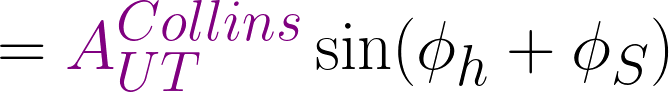 = A_{UT}^{Collins} sin(ϕ_h + ϕ_S)